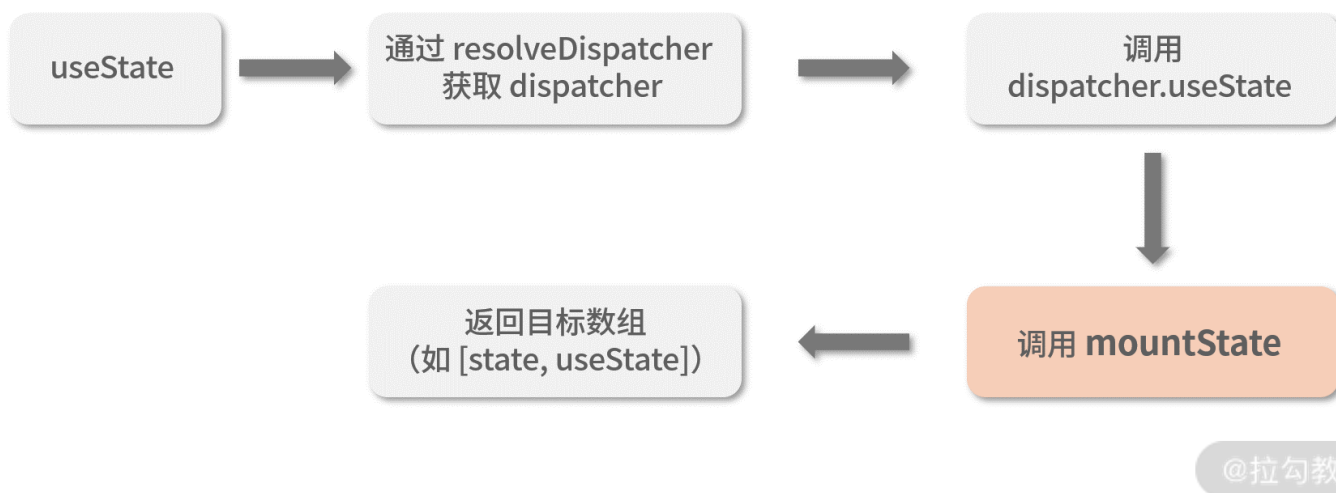 useState
通过 resolveDispatcher
获取 dispatcher
调用
dispatcher.useState
调用 mountState
返回目标数组
（如 [state, useState]）
@拉勾教